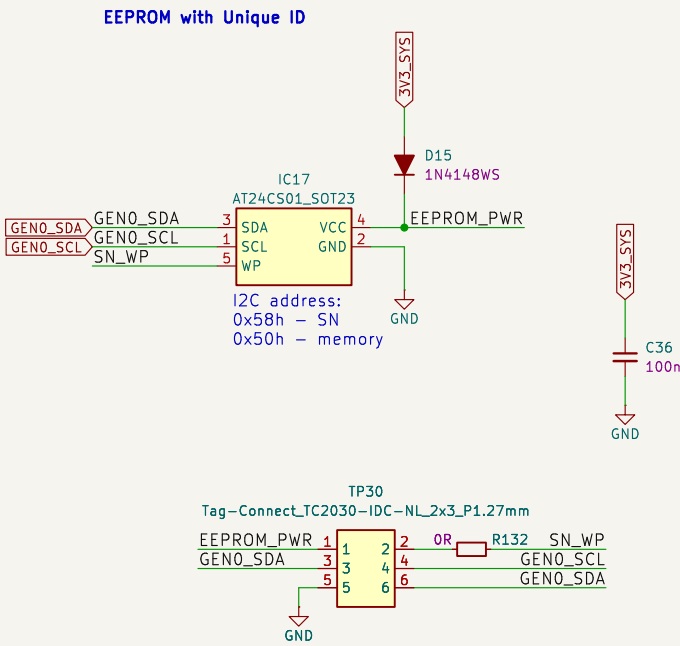 EEPROM with Unique ID
3V3_SYS
D15
1N4148WS
IC17
AT24CS01_SOT23
GEN0_SDA
GEN0_SDA
3
SDA
VCC
4
EEPROM_PWR
GEN0_SCL
GEN0_SCL
1
SCL
GND
2
SN_WP
5
WP
I2C address:
0x58h - SN
0x50h - memory
GND
3V3_SYS
C36
100n
GND
TP30
Tag-Connect_TC2030-IDC-NL_2x3_P1.27mm
EEPROM_PWR
1
1
2
2
0R
R132
SN_WP
GEN0_SDA
3
3
4
4
GEN0_SCL
5
5
6
6
GEN0_SDA
GND